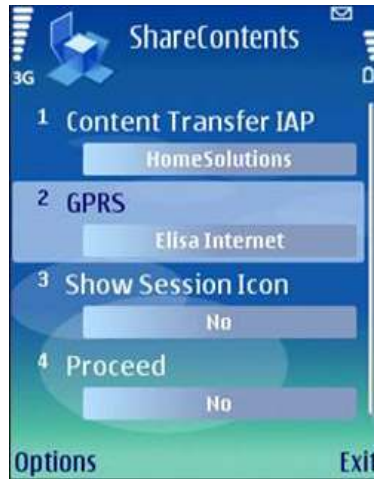 ShareContents
3G
1 Content Transfer IAP
HomeSolutions
2 GPRS
Elisa Internet
3 Show Session Icon
No
4 Proceed
No
Options Exit